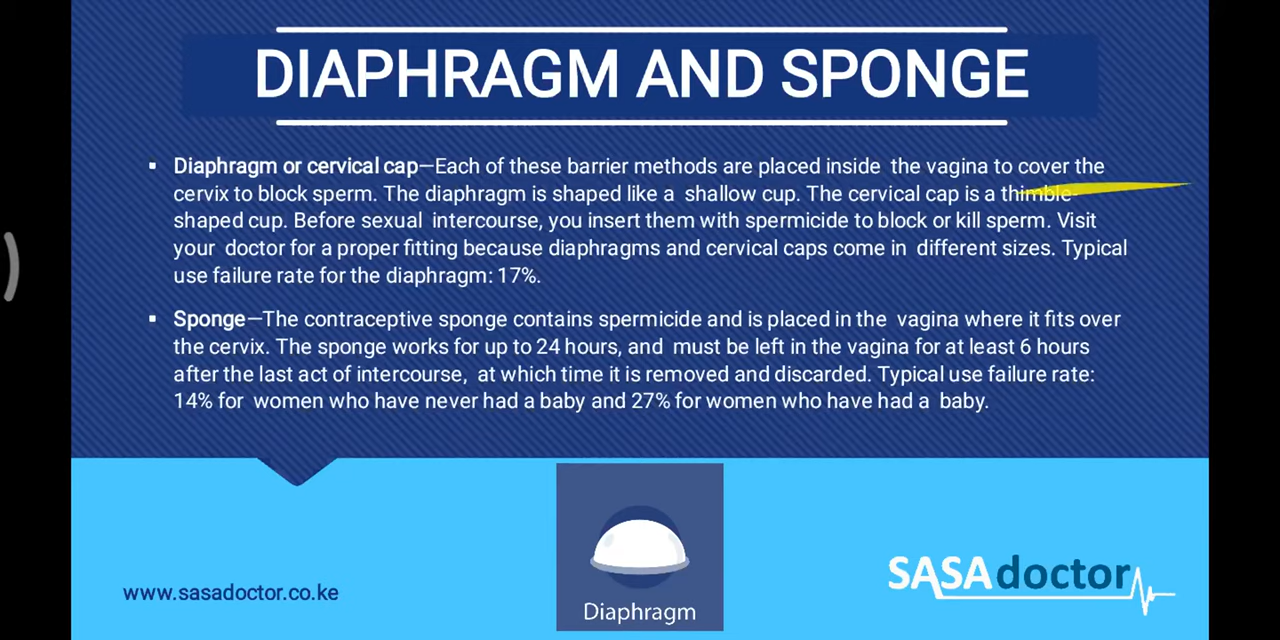 DIAPHRAGM AND SPONGE
▪ Diaphragm or cervical cap—Each of these barrier methods are placed inside the vagina to cover the
cervix to block sperm. The diaphragm is shaped like a shallow cup. The cervical cap is a thimble-
shaped cup. Before sexual intercourse, you insert them with spermicide to block or kill sperm. Visit
your doctor for a proper fitting because diaphragms and cervical caps come in different sizes. Typical
use failure rate for the diaphragm: 17%.
▪ Sponge—The contraceptive sponge contains spermicide and is placed in the vagina where it fits over
the cervix. The sponge works for up to 24 hours, and must be left in the vagina for at least 6 hours
after the last act of intercourse, at which time it is removed and discarded. Typical use failure rate:
14% for women who have never had a baby and 27% for women who have had a baby.
Diaphragm
www.sasadoctor.co.ke
SASAdoctor